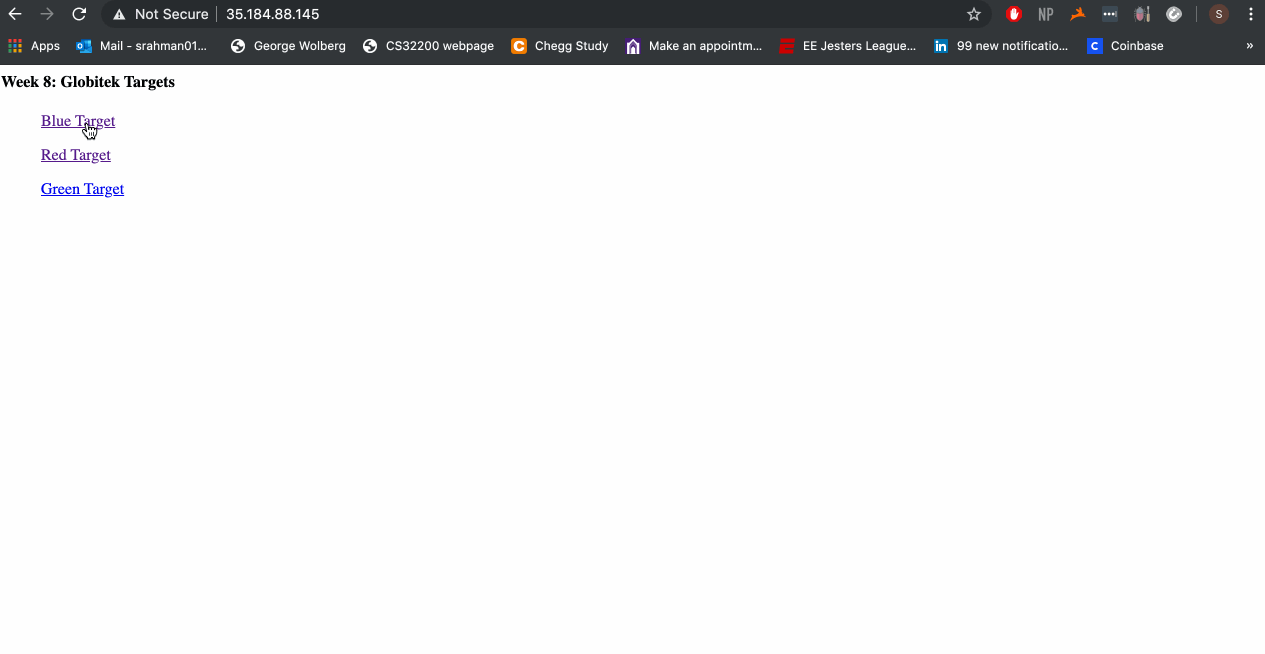 Not Secure 35.184.88.145
NP S
Apps Mail - srahman01... George Wolberg CS32200 webpage C Chegg Study Make an appointm... EE Jesters League... in 99 new notificatio... C Coinbase »
Week 8: Globitek Targets
Blue Target
Red Target
Green Target